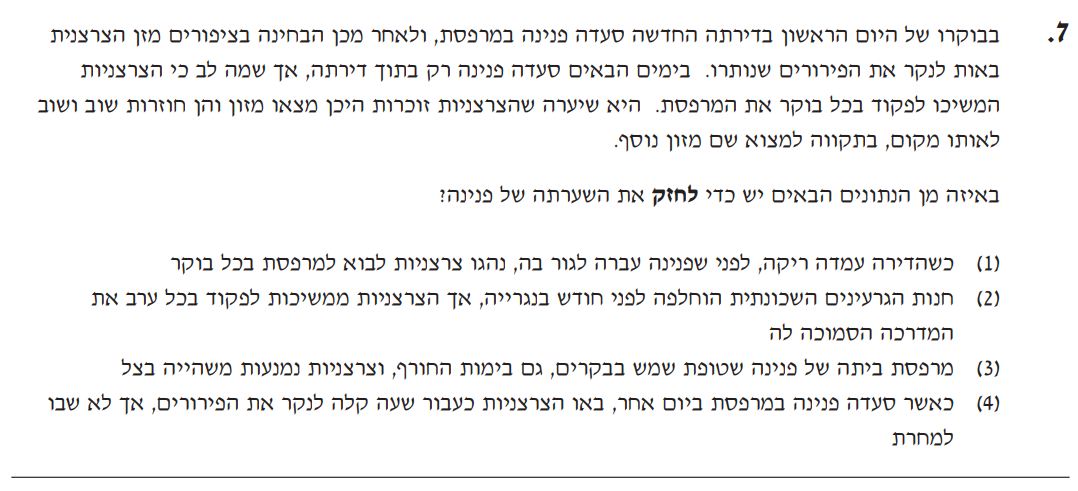 7. בבוקרו של היום הראשון בדירתה החדשה סעדה פנינה במרפסת, ולאחר מכן הבחינה בציפורים מזן הצרצנית
באות לנקר את הפירורים שנותרו. בימים הבאים סעדה פנינה רק בתוך דירתה, אך שמה לב כי הצרצניות
המשיכו לפקוד בכל בוקר את המרפסת. היא שיערה שהצרצניות זוכרות היכן מצאו מזון והן חוזרות שוב ושוב
לאותו מקום, בתקווה למצוא שם מזון נוסף.
באיזה מן הנתונים הבאים יש כדי לחזק את השערתה של פנינה?
(1) כשהדירה עמדה ריקה, לפני שפנינה עברה לגור בה, נהגו צרצניות לבוא למרפסת בכל בוקר
(2) חנות הגרעינים השכונתית הוחלפה לפני חודש בנגרייה, אך הצרצניות ממשיכות לפקוד בכל ערב את
המדרכה הסמוכה לה
(3) מרפסת ביתה של פנינה שטופת שמש בבקרים, גם בימות החורף, וצרצניות נמנעות משהייה בצל
(4) כאשר סעדה פנינה במרפסת ביום אחר, באו הצרצניות כעבור שעה קלה לנקר את הפירורים, אך לא שבו
למחרת